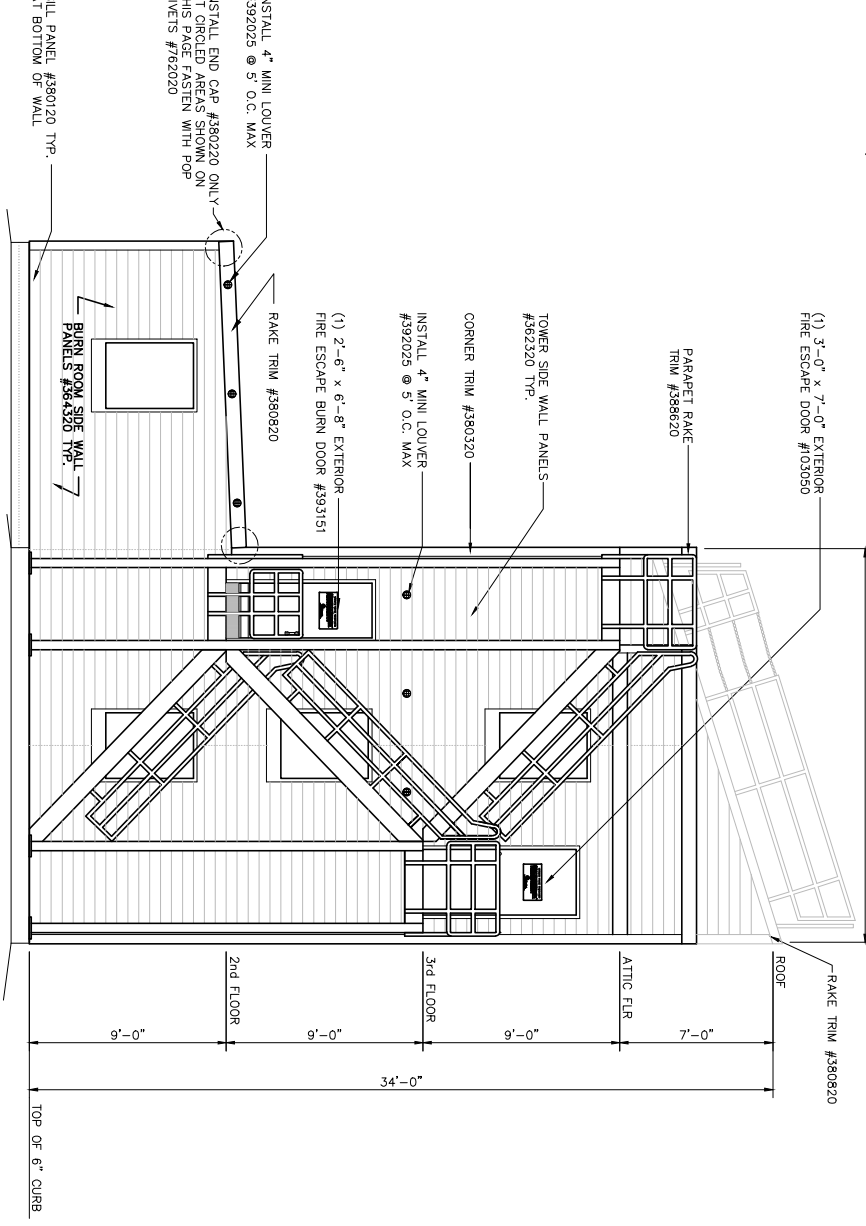 INSTALL 4" MINI LOUVER
#392025 @ 5' O.C. MAX
INSTALL END CAP #380220 ONLY
CIRCLED AREAS SHOWN ON
PAGE FASTEN WITH POP
#762020
PANEL #380120 TYP.
BOTTOM OF WALL
(1) 3'-0" x 7'-0" EXTERIOR
FIRE ESCAPE DOOR #103050
PARAPET RAKE
TRIM #388620
TOWER SIDE WALL PANELS
#362320 TYP.
CORNER TRIM #380320
INSTALL 4" MINI LOUVER
#392025 @ 5' O.C. MAX
(1) 2'-6" x 6'-8" EXTERIOR
FIRE ESCAPE BURN DOOR #393151
RAKE TRIM #380820
BURN ROOM SIDE WALL
PANELS #364320 TYP.
RAKE TRIM #380820
ROOF
7'-0"
ATTIC FLR
9'-0"
3rd FLOOR
9'-0"
2nd FLOOR
9'-0"
34'-0"
TOP OF 6" CURB